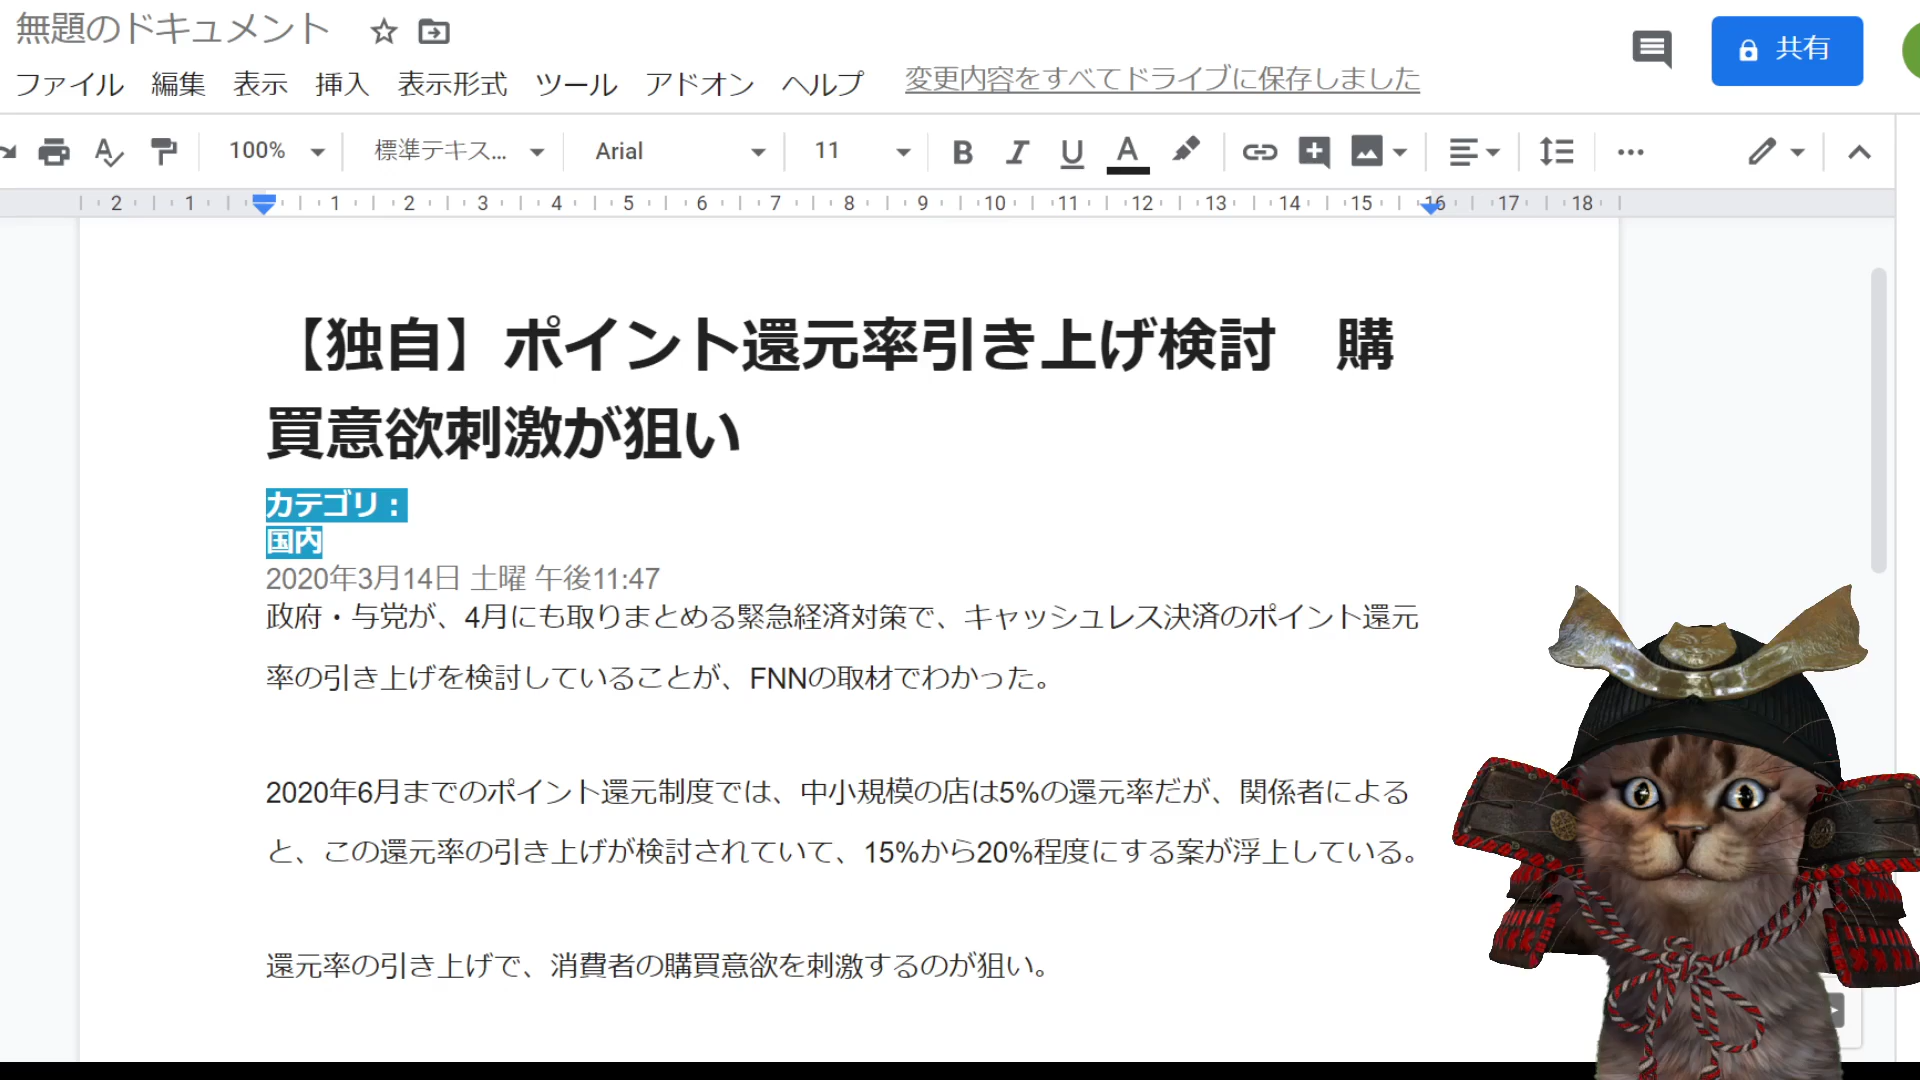 無題のドキュメント
ファイル 編集 表示 挿入 表示形式 ツール アドオン ヘルプ 変更内容をすべてドライブに保存しました
共有
100% 標準テキス... Arial 11 B I U A
2 1 1 2 3 4 5 6 7 8 9 10 11 12 13 14 15 16 17 18
【独自】ポイント還元率引き上げ検討　購
買意欲刺激が狙い
カテゴリ：
国内
2020年3月14日 土曜 午後11:47
政府・与党が、4月にも取りまとめる緊急経済対策で、キャッシュレス決済のポイント還元
率の引き上げを検討していることが、FNNの取材でわかった。
2020年6月までのポイント還元制度では、中小規模の店は5%の還元率だが、関係者による
と、この還元率の引き上げが検討されていて、15%から20%程度にする案が浮上している。
還元率の引き上げで、消費者の購買意欲を刺激するのが狙い。